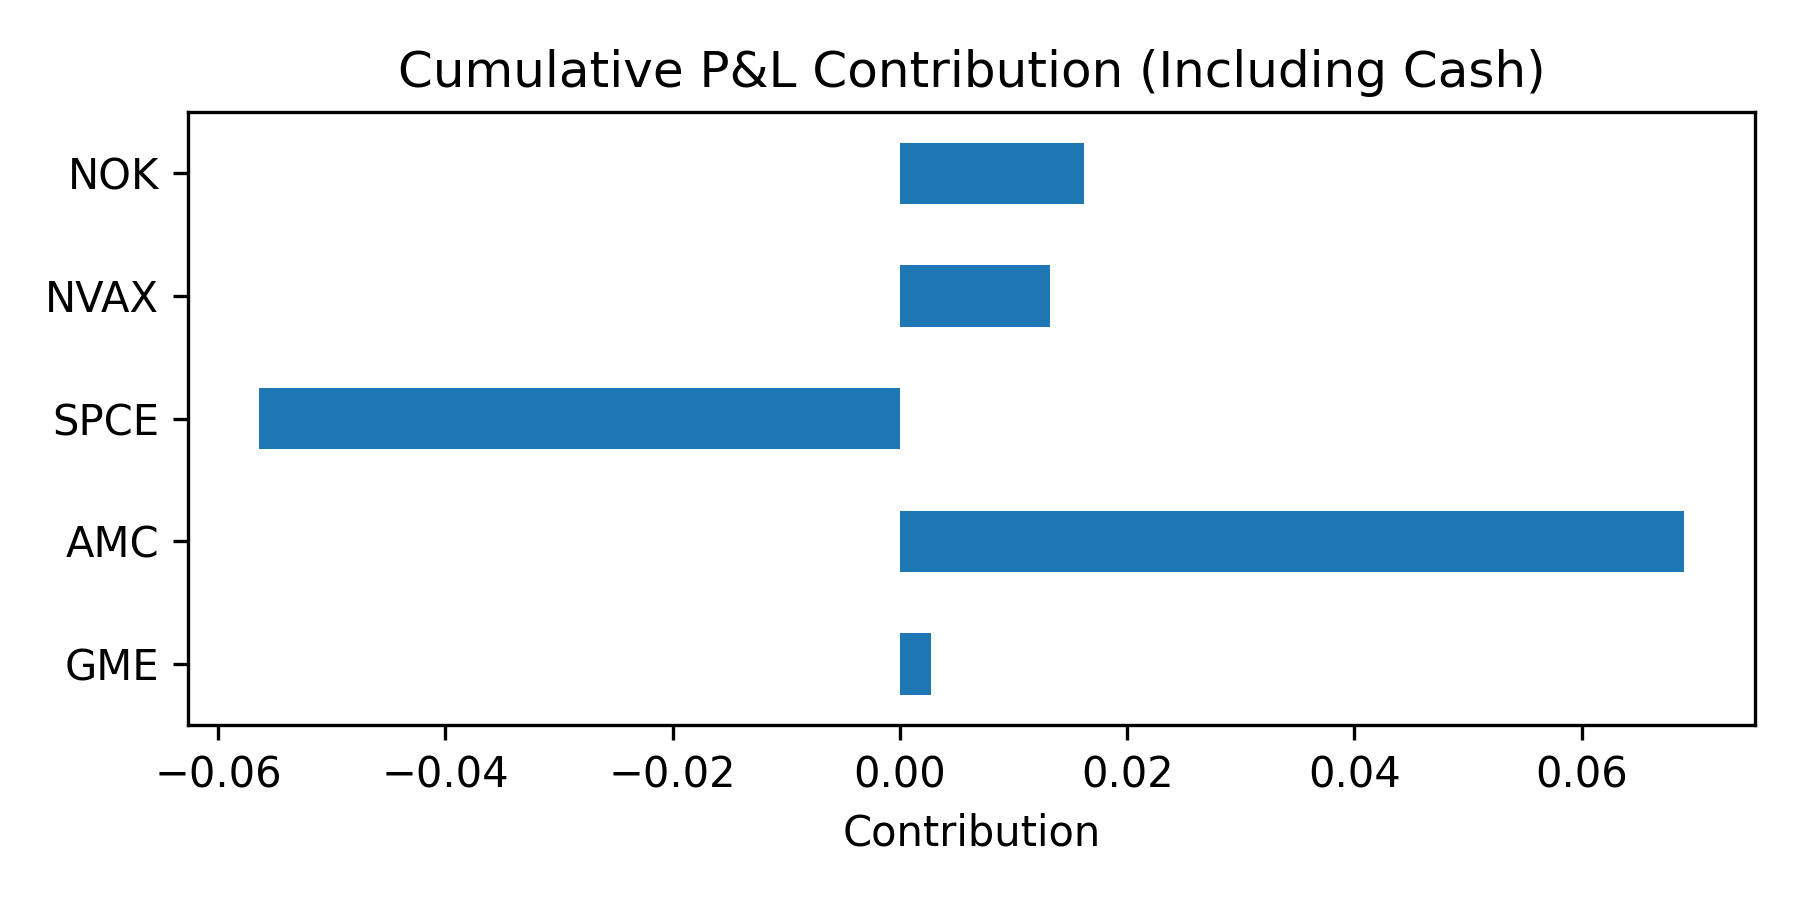 Cumulative P&L Contribution (Including Cash)
NOK
NVAX
SPCE
AMC
GME
−0.06 −0.04 −0.02 0.00 0.02 0.04 0.06
Contribution